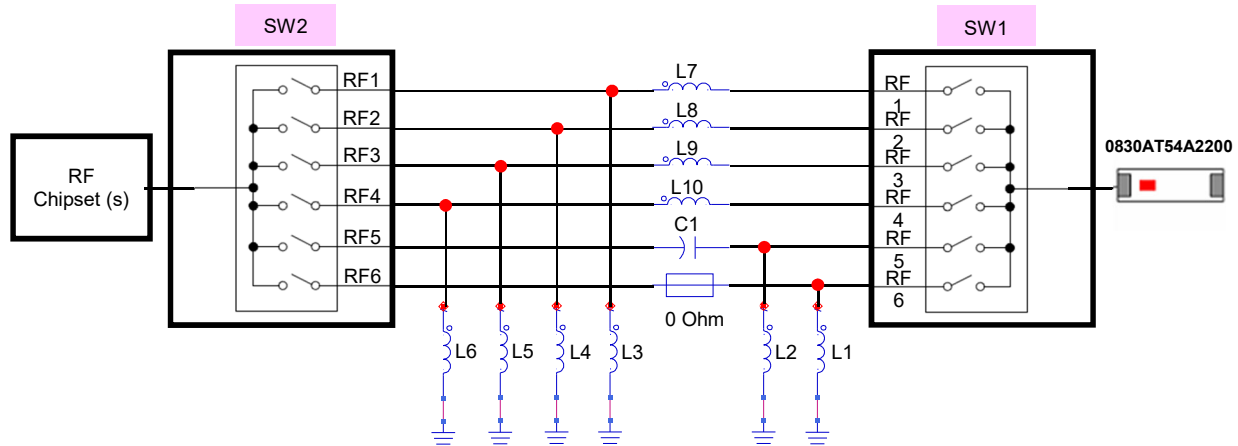 SW2
SW1
RF1
RF2
RF3
RF4
RF5
RF6
L7
L8
L9
L10
C1
0 Ohm
RF
1
RF
2
RF
3
RF
4
RF
5
RF
6
RF
Chipset (s)
0830AT54A2200
L6
L5
L4
L3
L2
L1